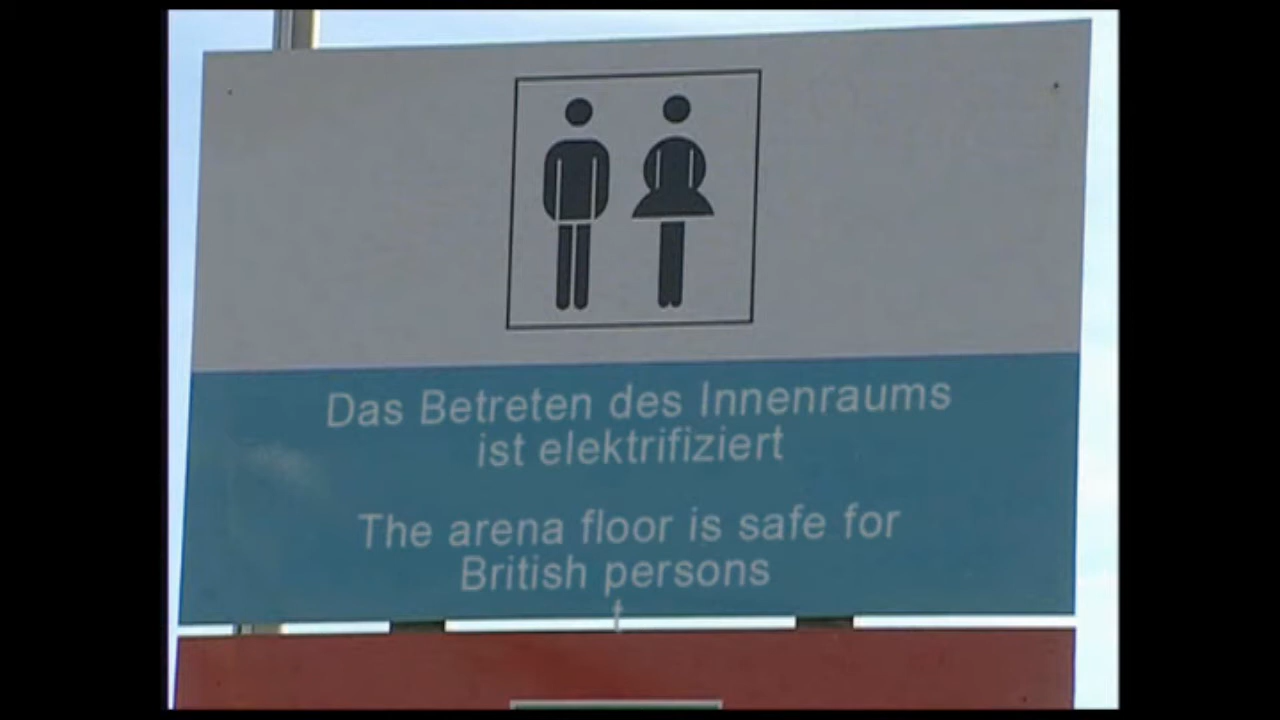 Das Betreten des Innenraums
ist elektrifiziert
The arena floor is safe for
British persons